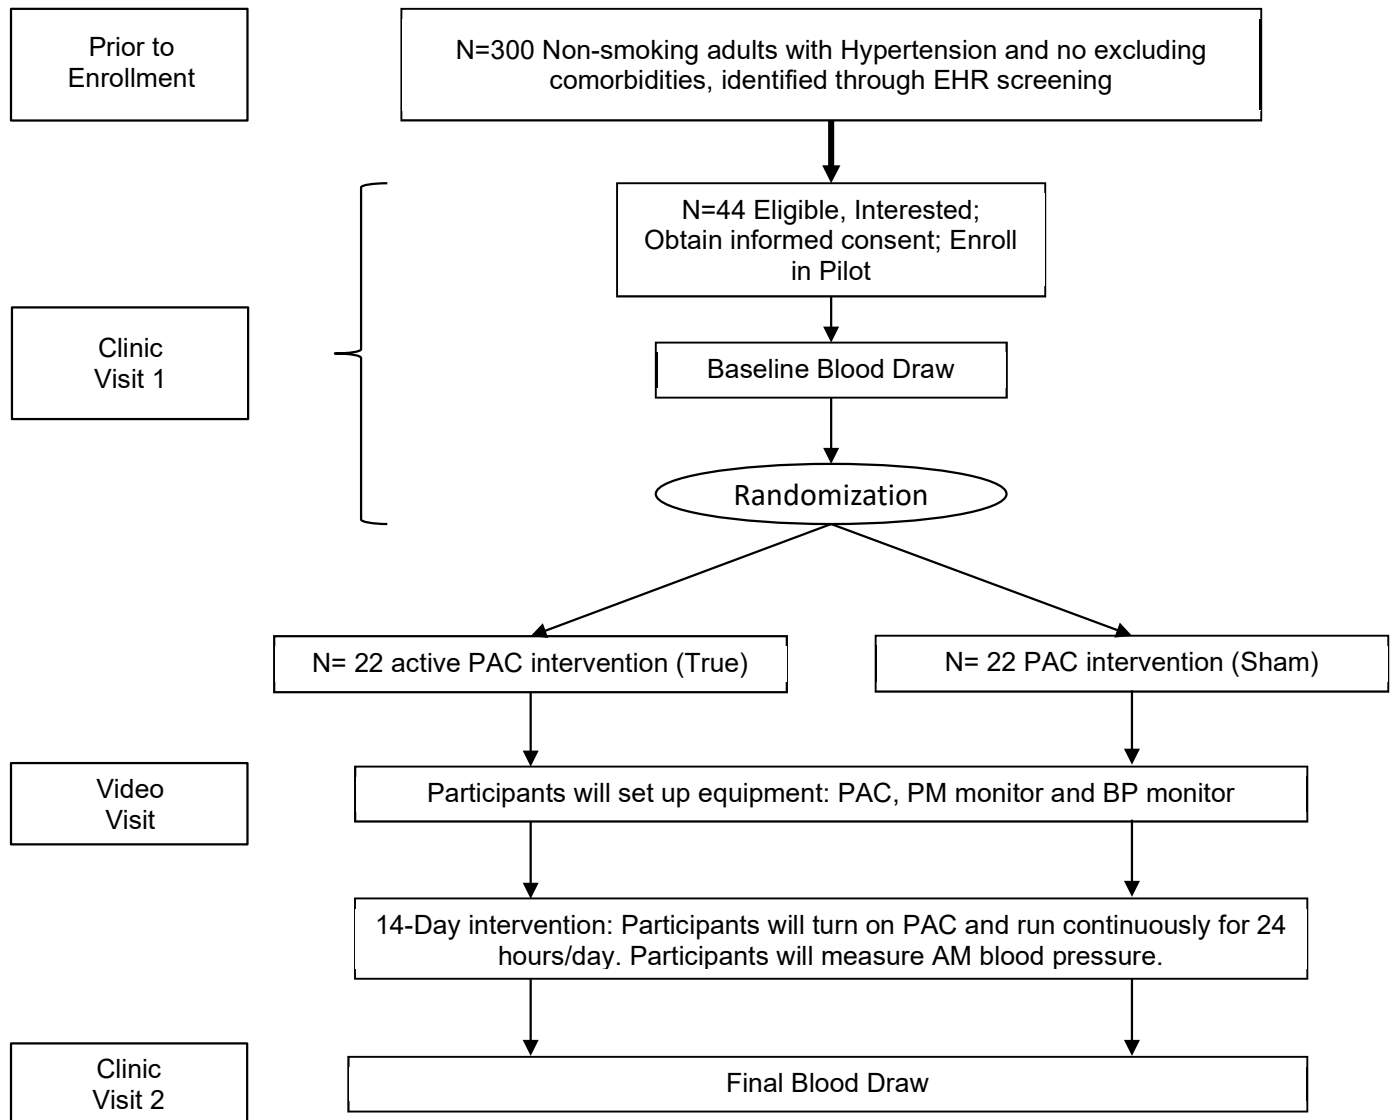 Prior to
Enrollment
N=300 Non-smoking adults with Hypertension and no excluding
comorbidities, identified through EHR screening
N=44 Eligible, Interested;
Obtain informed consent; Enroll
in Pilot
Clinic
Visit 1
Baseline Blood Draw
Randomization
N= 22 active PAC intervention (True)
N= 22 PAC intervention (Sham)
Video
Visit
Participants will set up equipment: PAC, PM monitor and BP monitor
14-Day intervention: Participants will turn on PAC and run continuously for 24
hours/day. Participants will measure AM blood pressure.
Clinic
Visit 2
Final Blood Draw